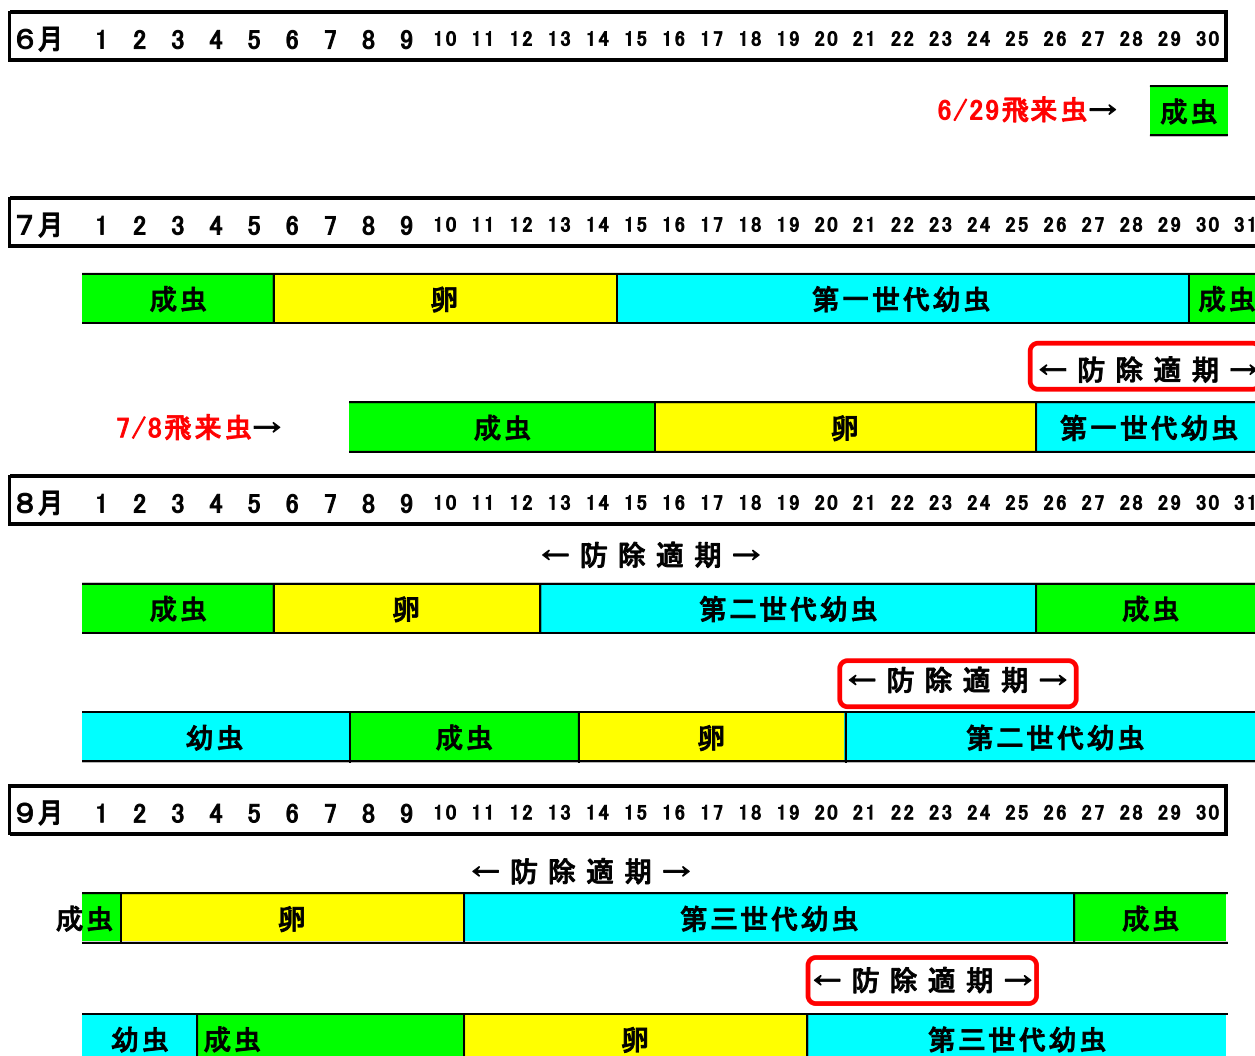 ６月 1 2 3 4 5 6 7 8 9 10 11 12 13 14 15 16 17 18 19 20 21 22 23 24 25 26 27 28 29 30
6/29飛来虫→ 成虫
７月 1 2 3 4 5 6 7 8 9 10 11 12 13 14 15 16 17 18 19 20 21 22 23 24 25 26 27 28 29 30 31
成虫 卵 第一世代幼虫 成虫
←防除適期→
7/8飛来虫→ 成虫 卵 第一世代幼虫
８月 1 2 3 4 5 6 7 8 9 10 11 12 13 14 15 16 17 18 19 20 21 22 23 24 25 26 27 28 29 30 31
←防除適期→
成虫 卵 第二世代幼虫 成虫
←防除適期→
幼虫 成虫 卵 第二世代幼虫
９月 1 2 3 4 5 6 7 8 9 10 11 12 13 14 15 16 17 18 19 20 21 22 23 24 25 26 27 28 29 30
←防除適期→
成虫 卵 第三世代幼虫 成虫
←防除適期→
幼虫 成虫 卵 第三世代幼虫